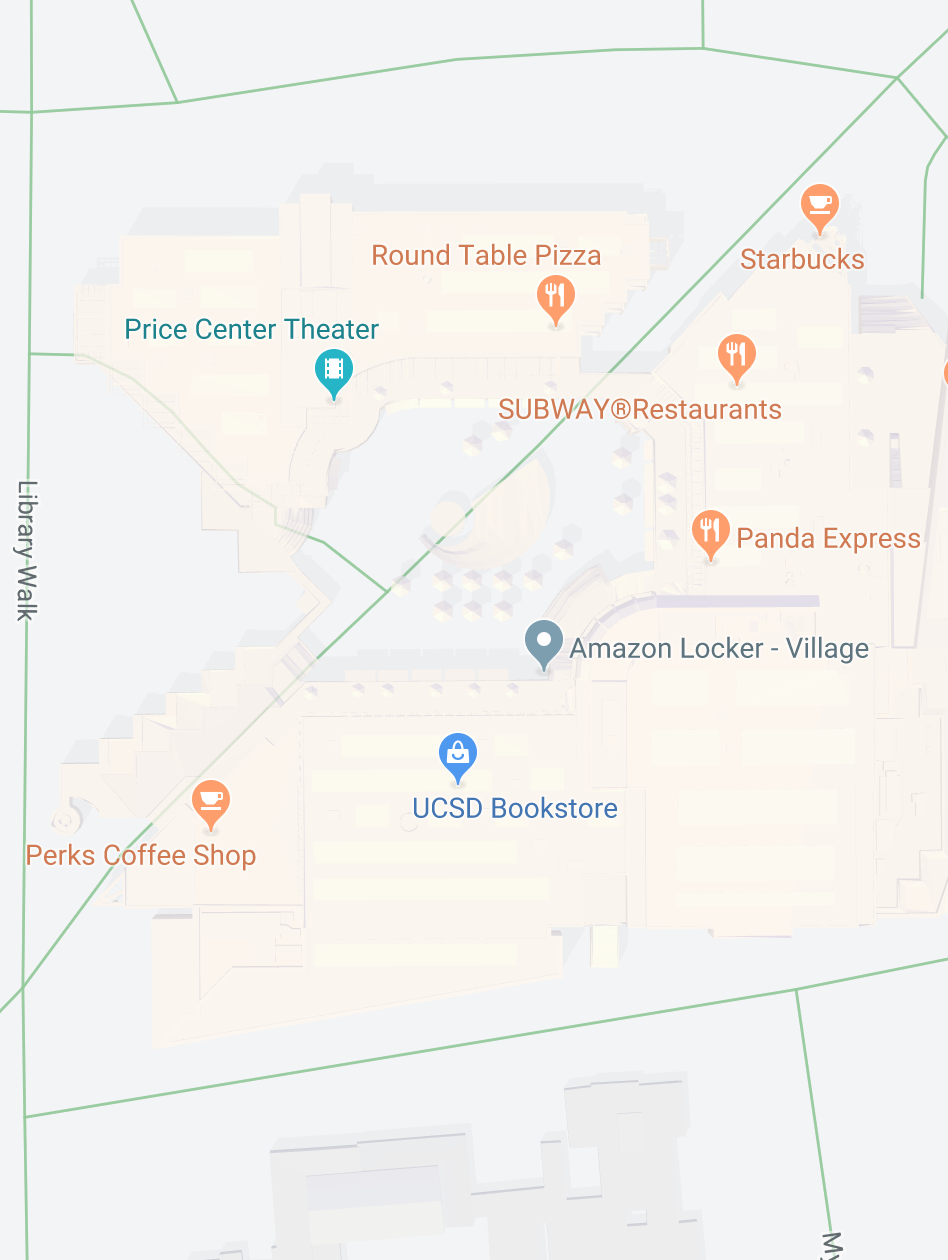 Starbucks
Round Table Pizza
Price Center Theater
SUBWAY®Restaurants
Library Walk
Panda Express
Amazon Locker - Village
UCSD Bookstore
Perks Coffee Shop